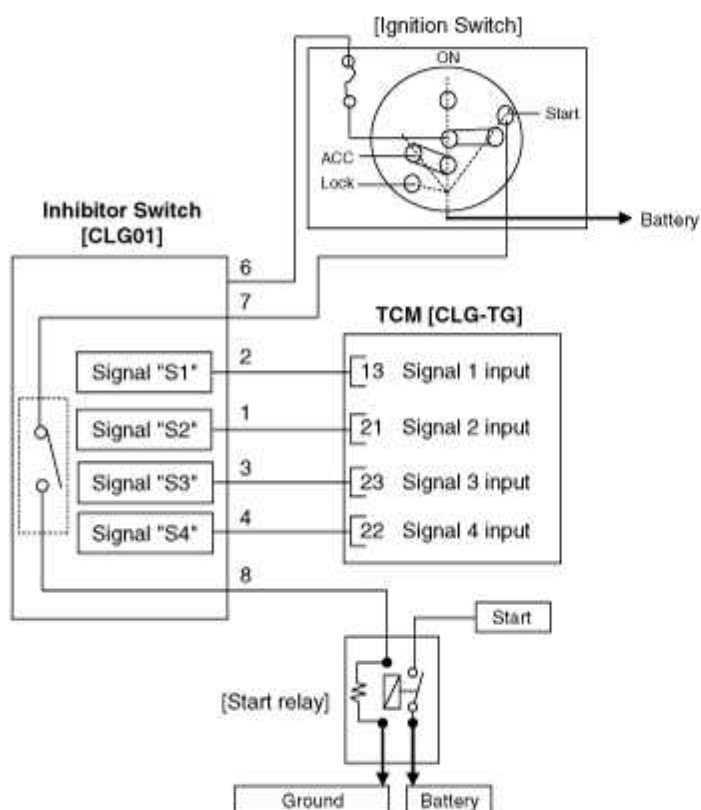 [Ignition Switch]
ON
Start
ACC
Lock
Battery
Inhibitor Switch
[CLG01]
6
7
TCM [CLG-TG]
Signal "S1"
2
13 Signal 1 input
Signal "S2"
1
21 Signal 2 input
Signal "S3"
3
23 Signal 3 input
Signal "S4"
4
22 Signal 4 input
8
Start
[Start relay]
Ground
Battery